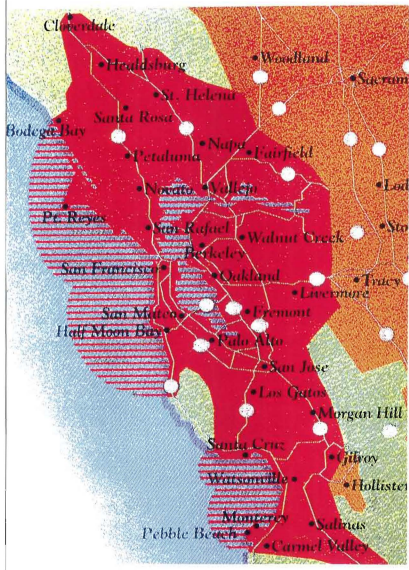 Cloverdale
Healdsburg
Woodland
Sacram
St. Helena
Santa Rosa
Bodega Bay
Napa
Fairfield
Petaluma
Lod
Novato
Vallejo
Pt. Reyes
San Rafael
Sto
Walnut Creek
Berkeley
San Francisco
Oakland
Tracy
Livermore
San Mateo
Fremont
Half Moon Bay
Palo Alto
San Jose
Los Gatos
Morgan Hill
Santa Cruz
Gilroy
Watsonville
Hollister
Monterey
Salinas
Pebble Beach
Carmel Valley